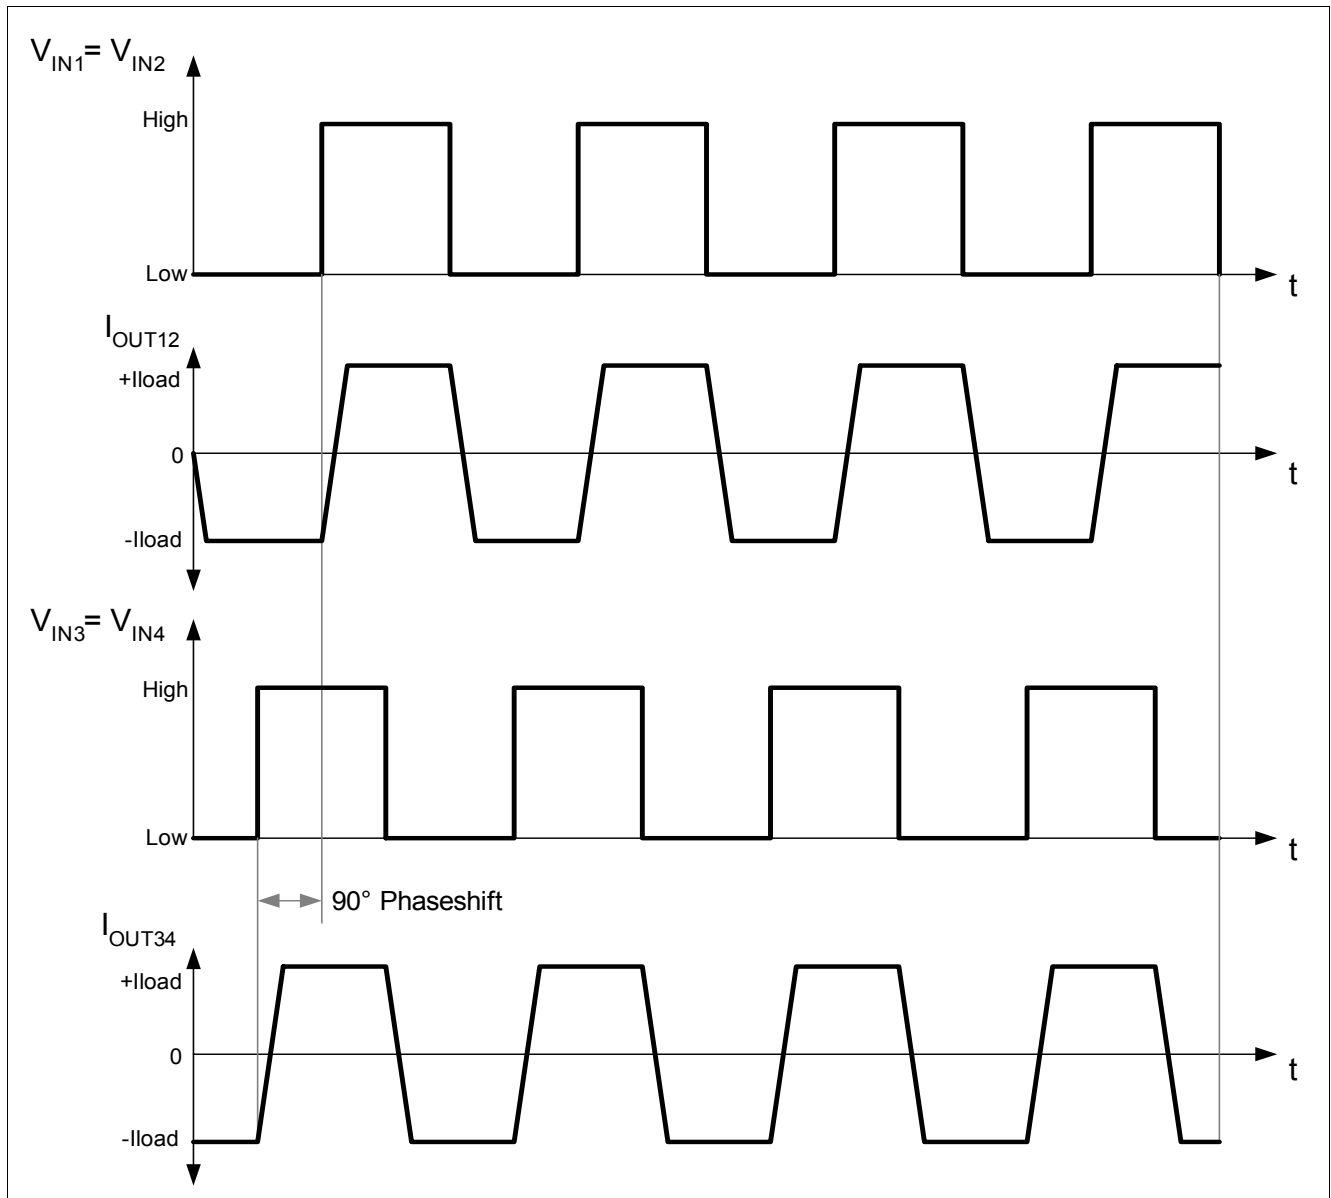 V_IN1 = V_IN2
High
Low
t
I_OUT12
+Iload
0
t
-Iload
V_IN3 = V_IN4
High
Low
t
90° Phaseshift
I_OUT34
+Iload
0
t
-Iload